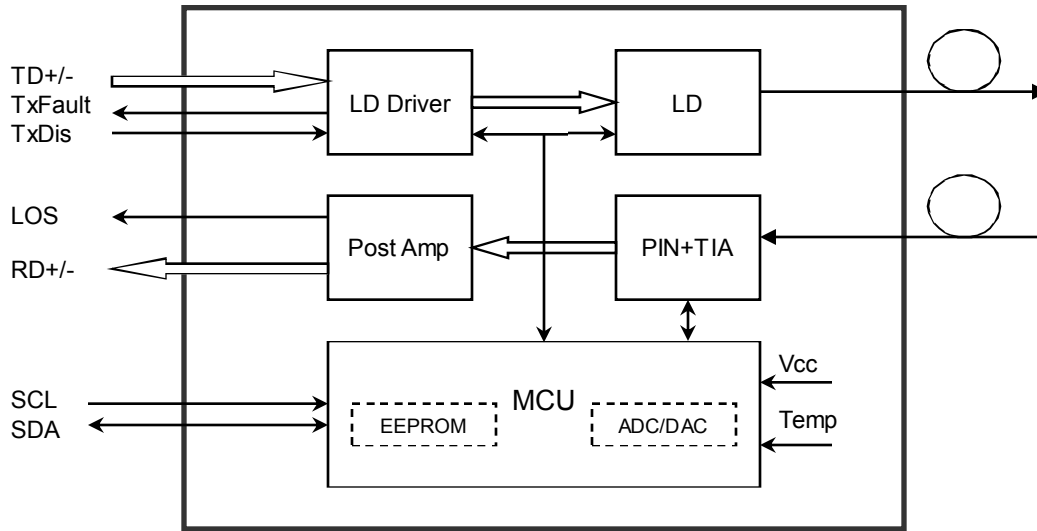 TD+/-
TxFault
TxDis
LD Driver
LD
LOS
RD+/-
Post Amp
PIN+TIA
SCL
SDA
MCU
EEPROM
ADC/DAC
Vcc
Temp